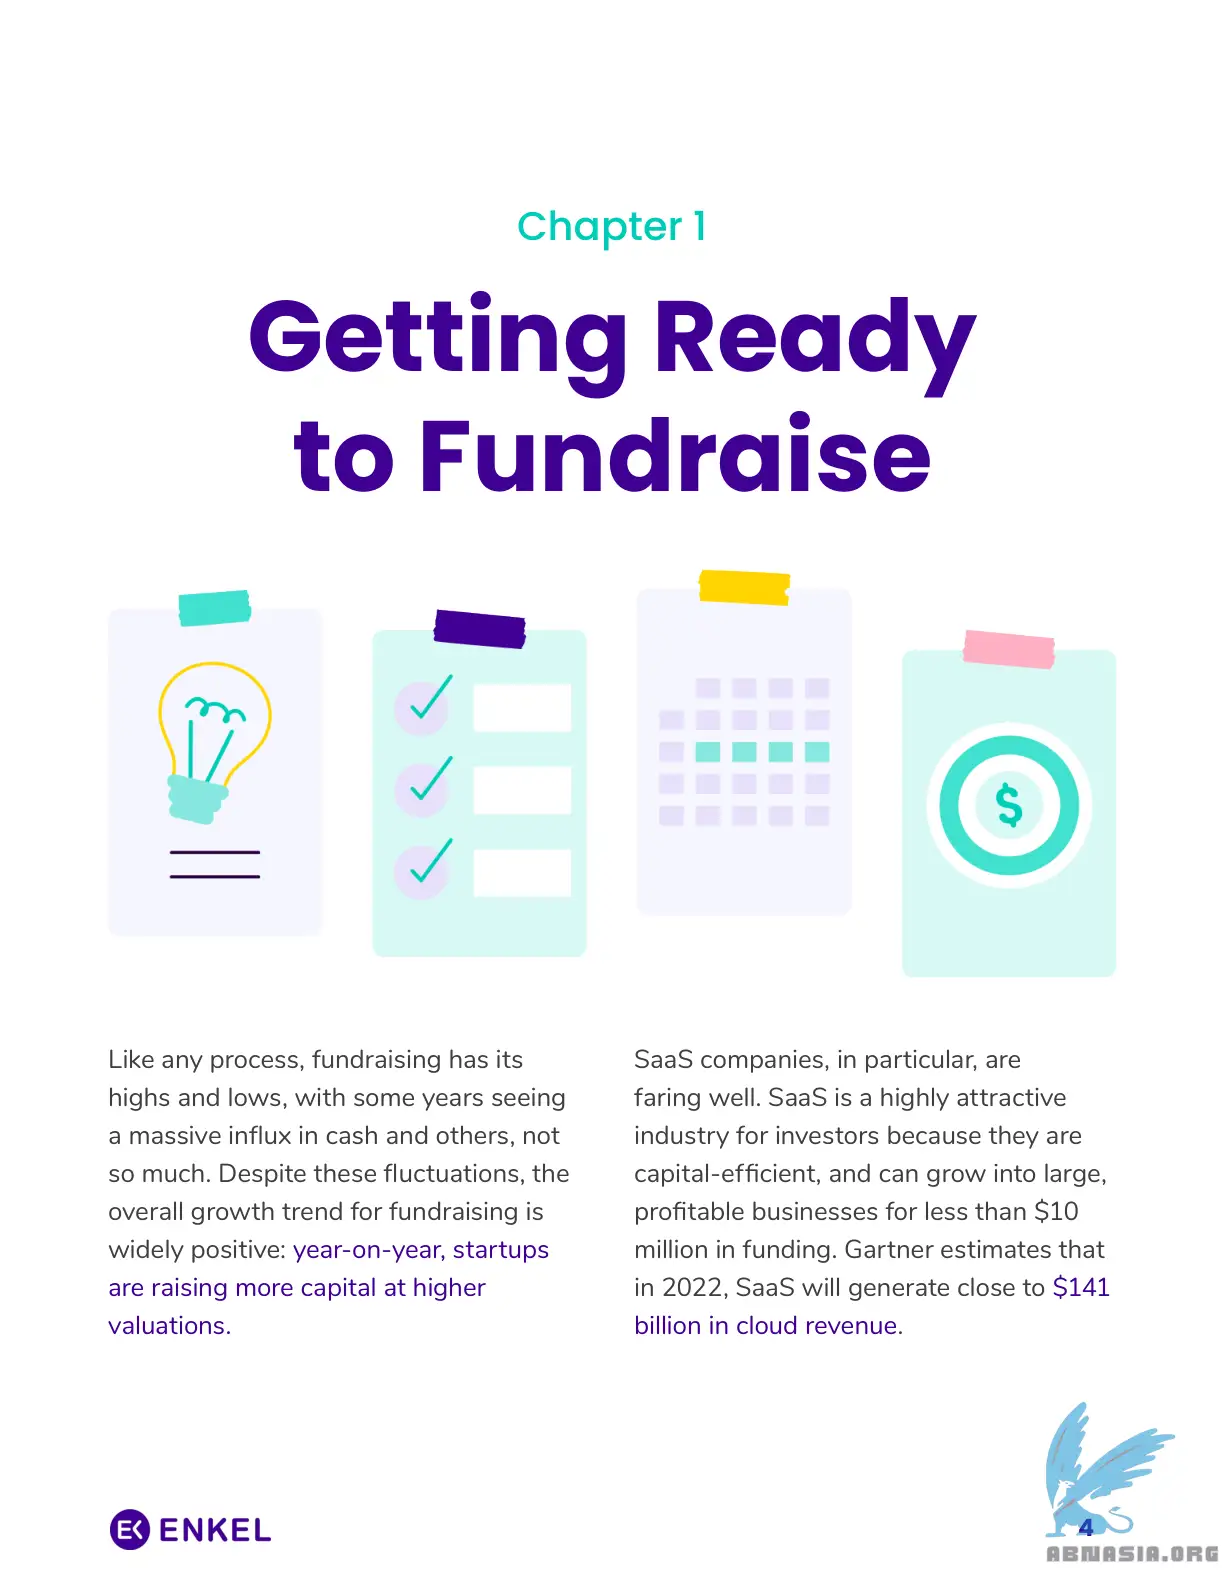 Chapter 1
Getting Ready
to Fundraise
$
Like any process, fundraising has its
highs and lows, with some years seeing
a massive influx in cash and others, not
so much. Despite these fluctuations, the
overall growth trend for fundraising is
widely positive: year-on-year, startups
are raising more capital at higher
valuations.
SaaS companies, in particular, are
faring well. SaaS is a highly attractive
industry for investors because they are
capital-efficient, and can grow into large,
profitable businesses for less than $10
million in funding. Gartner estimates that
in 2022, SaaS will generate close to $141
billion in cloud revenue.
EK ENKEL
4
ABNASIA.ORG